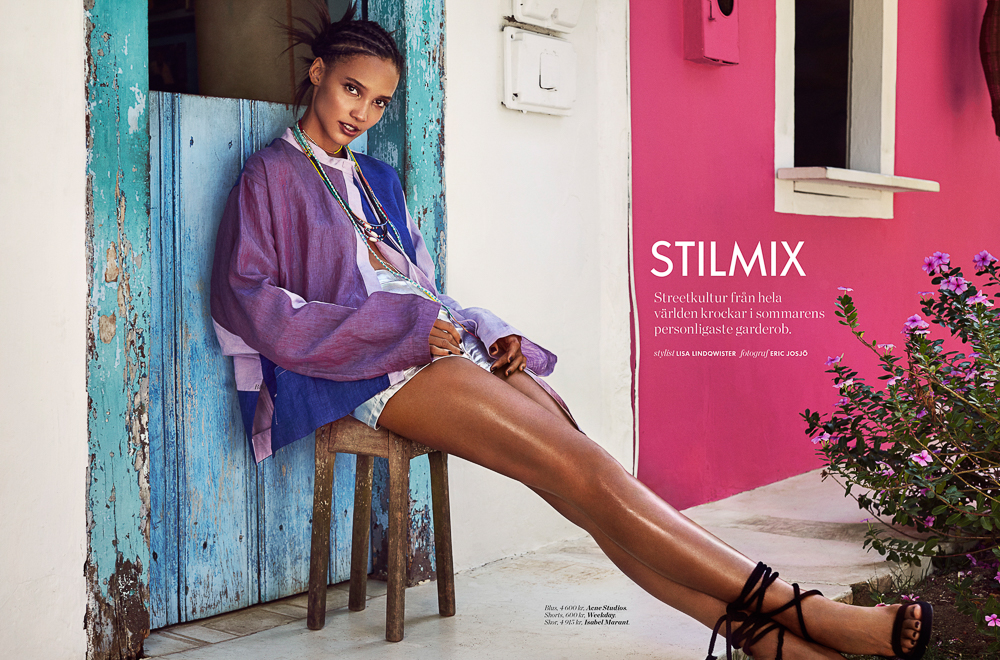 STILMIX
Streetkultur från hela
världen krockar i sommarens
personligaste garderob.
stylist LISA LINDQWISTER fotograf ERIC JOSJÖ
Blus, 4 600 kr, Acne Studios.
Shorts, 600 kr, Weekday.
Skor, 4 915 kr, Isabel Marant.